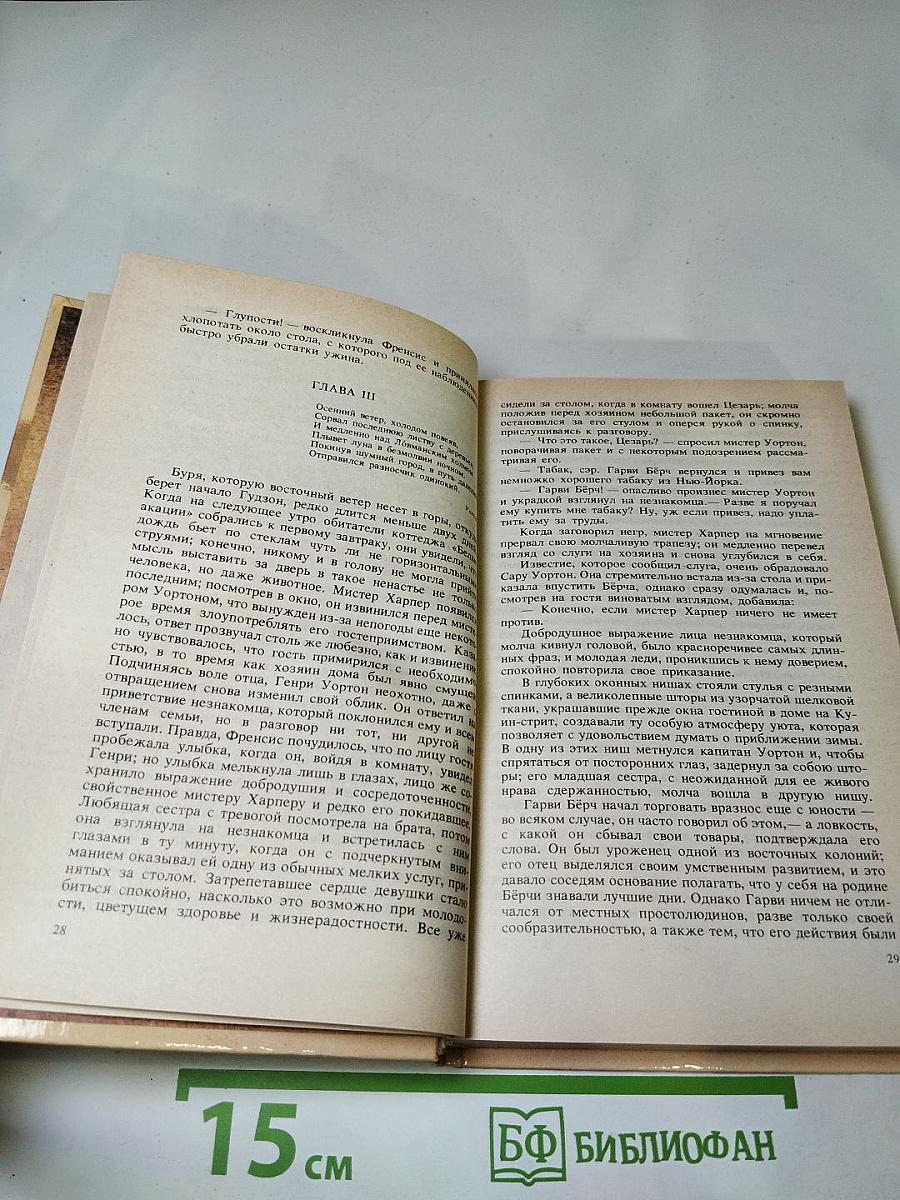 — Глупости! — воскликнула Френсис и
хлопотать около стола, с которого под ее наблюдением
быстро убрали остатки ужина.
ГЛАВА III
Осенний ветер, холодом повеяв,
Сорвал последнюю листву с деревьев,
И медленно над Ловманским холмом
Плывет луна в безмолвии ночном.
Покинув шумный город, в путь далекий
Отправился разносчик одинокий.
Буря, которую восточный ветер несет в горы, откуда
берет начало Гудзон, редко длится меньше двух дней.
Когда на следующее утро обитатели коттеджа «Белые
акации» собрались к первому завтраку, они увидели, что
дождь бьет по стеклам чуть ли не горизонтальными
струями; конечно, никому и в голову не могла прийти
мысль выставить за дверь в такое ненастье не только
человека, но даже животное. Мистер Харпер появился
последним; посмотрев в окно, он извинился перед мисте-
ром Уортоном, что вынужден из-за непогоды еще некото-
рое время злоупотреблять его гостеприимством. Каза-
лось, ответ прозвучал столь же любезно, как и извинение,
но чувствовалось, что гость примирился с необходимо-
стью, в то время как хозяин дома был явно смущен.
Подчиняясь воле отца, Генри Уортон неохотно, даже с
отвращением снова изменил свой облик. Он ответил на
приветствие незнакомца, который поклонился ему и всем
членам семьи, но в разговор ни тот, ни другой не
вступали. Правда, Френсис почудилось, что по лицу гостя
пробежала улыбка, когда он, войдя в комнату, увидел
Генри; но улыбка мелькнула лишь в глазах, лицо же со-
хранило выражение добродушия и сосредоточенности,
свойственное мистеру Харперу и редко его покидавшее.
Любящая сестра с тревогой посмотрела на брата, потом
она взглянула на незнакомца и встретилась с ним
глазами в ту минуту, когда он с подчеркнутым вни-
манием оказывал ей одну из обычных мелких услуг, при-
нятых за столом. Затрепетавшее сердце девушки стало
биться спокойно, насколько это возможно при молодо-
сти, цветущем здоровье и жизнерадостности. Все уже
28
сидели за столом, когда в комнату вошел Цезарь; молча
положив перед хозяином небольшой пакет, он скромно
остановился за его стулом и оперся рукой о спинку,
прислушиваясь к разговору.
— Что это такое, Цезарь? — спросил мистер Уортон,
поворачивая пакет и с некоторым подозрением рассма-
тривая его.
— Табак, сэр. Гарви Бёрч вернулся и привез вам
немножко хорошего табаку из Нью-Йорка.
— Гарви Бёрч! — опасливо произнес мистер Уортон
и украдкой взглянул на незнакомца.— Разве я поручал
ему купить мне табаку? Ну, уж если привез, надо упла-
тить ему за труды.
Когда заговорил негр, мистер Харпер на мгновение
прервал свою молчаливую трапезу; он медленно перевел
взгляд со слуги на хозяина и снова углубился в себя.
Известие, которое сообщил слуга, очень обрадовало
Сару Уортон. Она стремительно встала из-за стола и при-
казала впустить Бёрча, однако сразу одумалась и, по-
смотрев на гостя виноватым взглядом, добавила:
— Конечно, если мистер Харпер ничего не имеет
против.
Добродушное выражение лица незнакомца, который
молча кивнул головой, было красноречивее самых длин-
ных фраз, и молодая леди, проникшись к нему доверием,
спокойно повторила свое приказание.
В глубоких оконных нишах стояли стулья с резными
спинками, а великолепные шторы из узорчатой шелковой
ткани, украшавшие прежде окна гостиной в доме на Ку-
ин-стрит, создавали ту особую атмосферу уюта, которая
позволяет с удовольствием думать о приближении зимы.
В одну из этих ниш метнулся капитан Уортон и, чтобы
спрятаться от посторонних глаз, задернул за собою што-
ры; его младшая сестра, с неожиданной для ее живого
нрава сдержанностью, молча вошла в другую нишу.
Гарви Бёрч начал торговать вразнос еще с юности —
во всяком случае, он часто говорил об этом,— а ловкость,
с какой он сбывал свои товары, подтверждала его
слова. Он был уроженец одной из восточных колоний;
его отец выделялся своим умственным развитием, и это
давало соседям основание полагать, что у себя на родине
Бёрчи знавали лучшие дни. Однако Гарви ничем не отли-
чался от местных простолюдинов, разве только своей
сообразительностью, а также тем, что его действия были
29
15 см
БФ БИБЛИОФАН